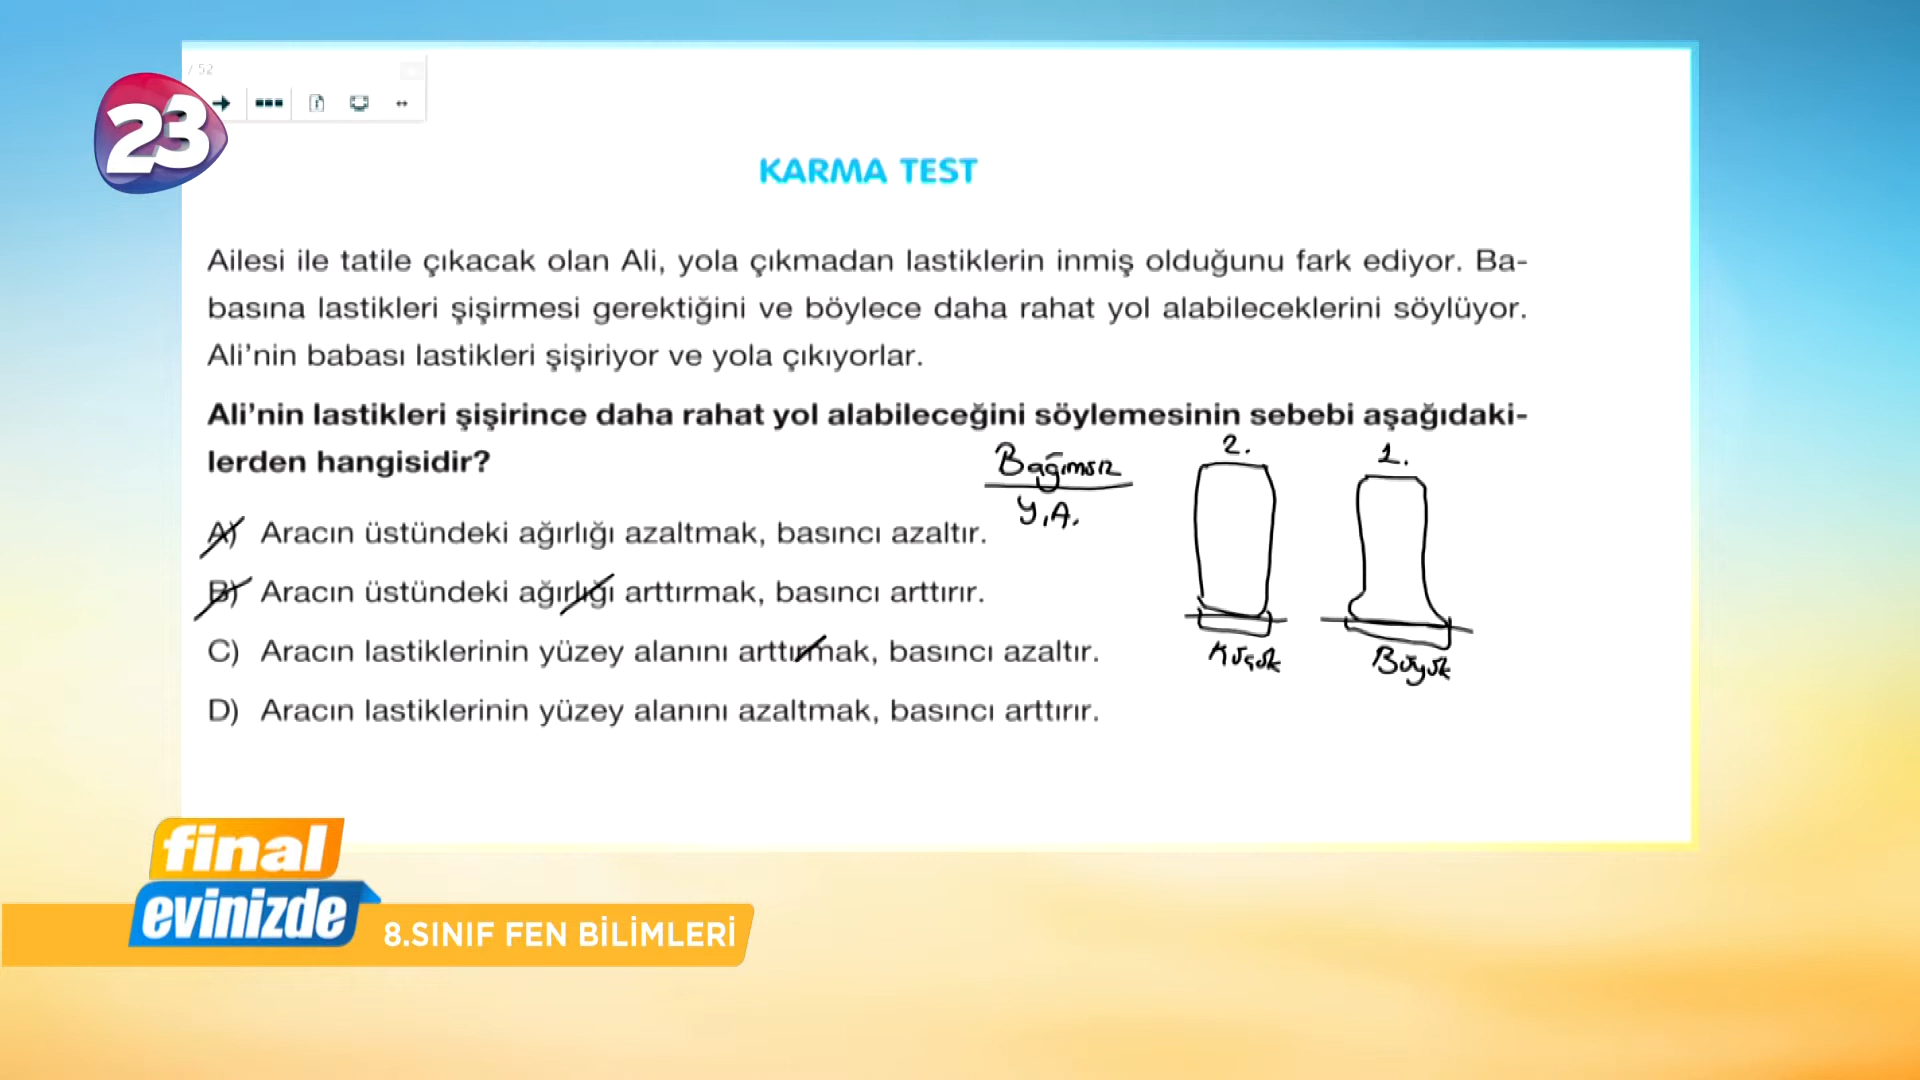 / 52
23
KARMA TEST
Ailesi ile tatile çıkacak olan Ali, yola çıkmadan lastiklerin inmiş olduğunu fark ediyor. Ba-
basına lastikleri şişirmesi gerektiğini ve böylece daha rahat yol alabileceklerini söylüyor.
Ali'nin babası lastikleri şişiriyor ve yola çıkıyorlar.
Ali'nin lastikleri şişirince daha rahat yol alabileceğini söylemesinin sebebi aşağıdaki-
lerden hangisidir?
Bağımsız
Y.A.
2.
1.
A) Aracın üstündeki ağırlığı azaltmak, basıncı azaltır.
B) Aracın üstündeki ağırlığı arttırmak, basıncı arttırır.
C) Aracın lastiklerinin yüzey alanını arttırmak, basıncı azaltır.
D) Aracın lastiklerinin yüzey alanını azaltmak, basıncı arttırır.
Küçük
Büyük
final
evinizde
8.SINIF FEN BİLİMLERİ